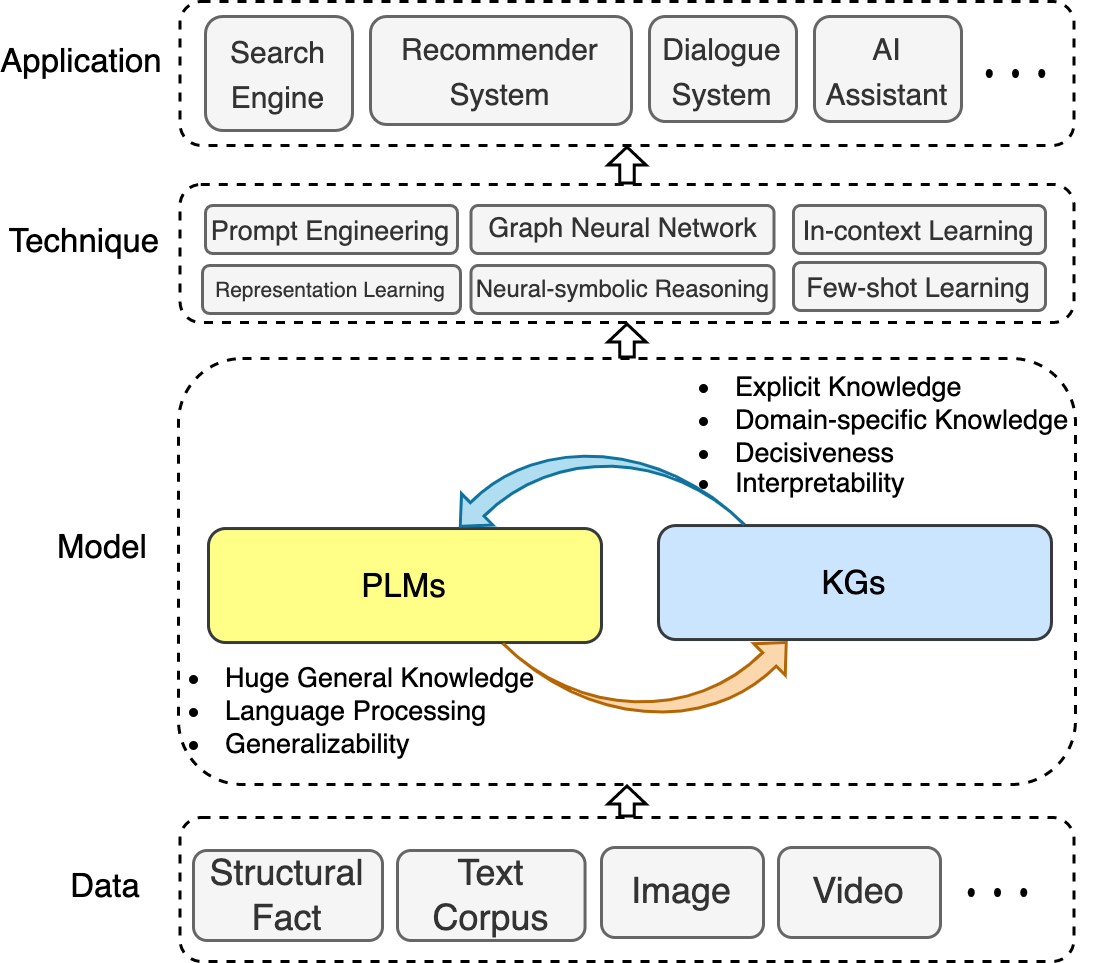 Application
Search
Engine
Recommender
System
Dialogue
System
AI
Assistant
Technique
Prompt Engineering
Graph Neural Network
In-context Learning
Representation Learning
Neural-symbolic Reasoning
Few-shot Learning
Model
• Explicit Knowledge
• Domain-specific Knowledge
• Decisiveness
• Interpretability
PLMs
KGs
• Huge General Knowledge
• Language Processing
• Generalizability
Data
Structural
Fact
Text
Corpus
Image
Video